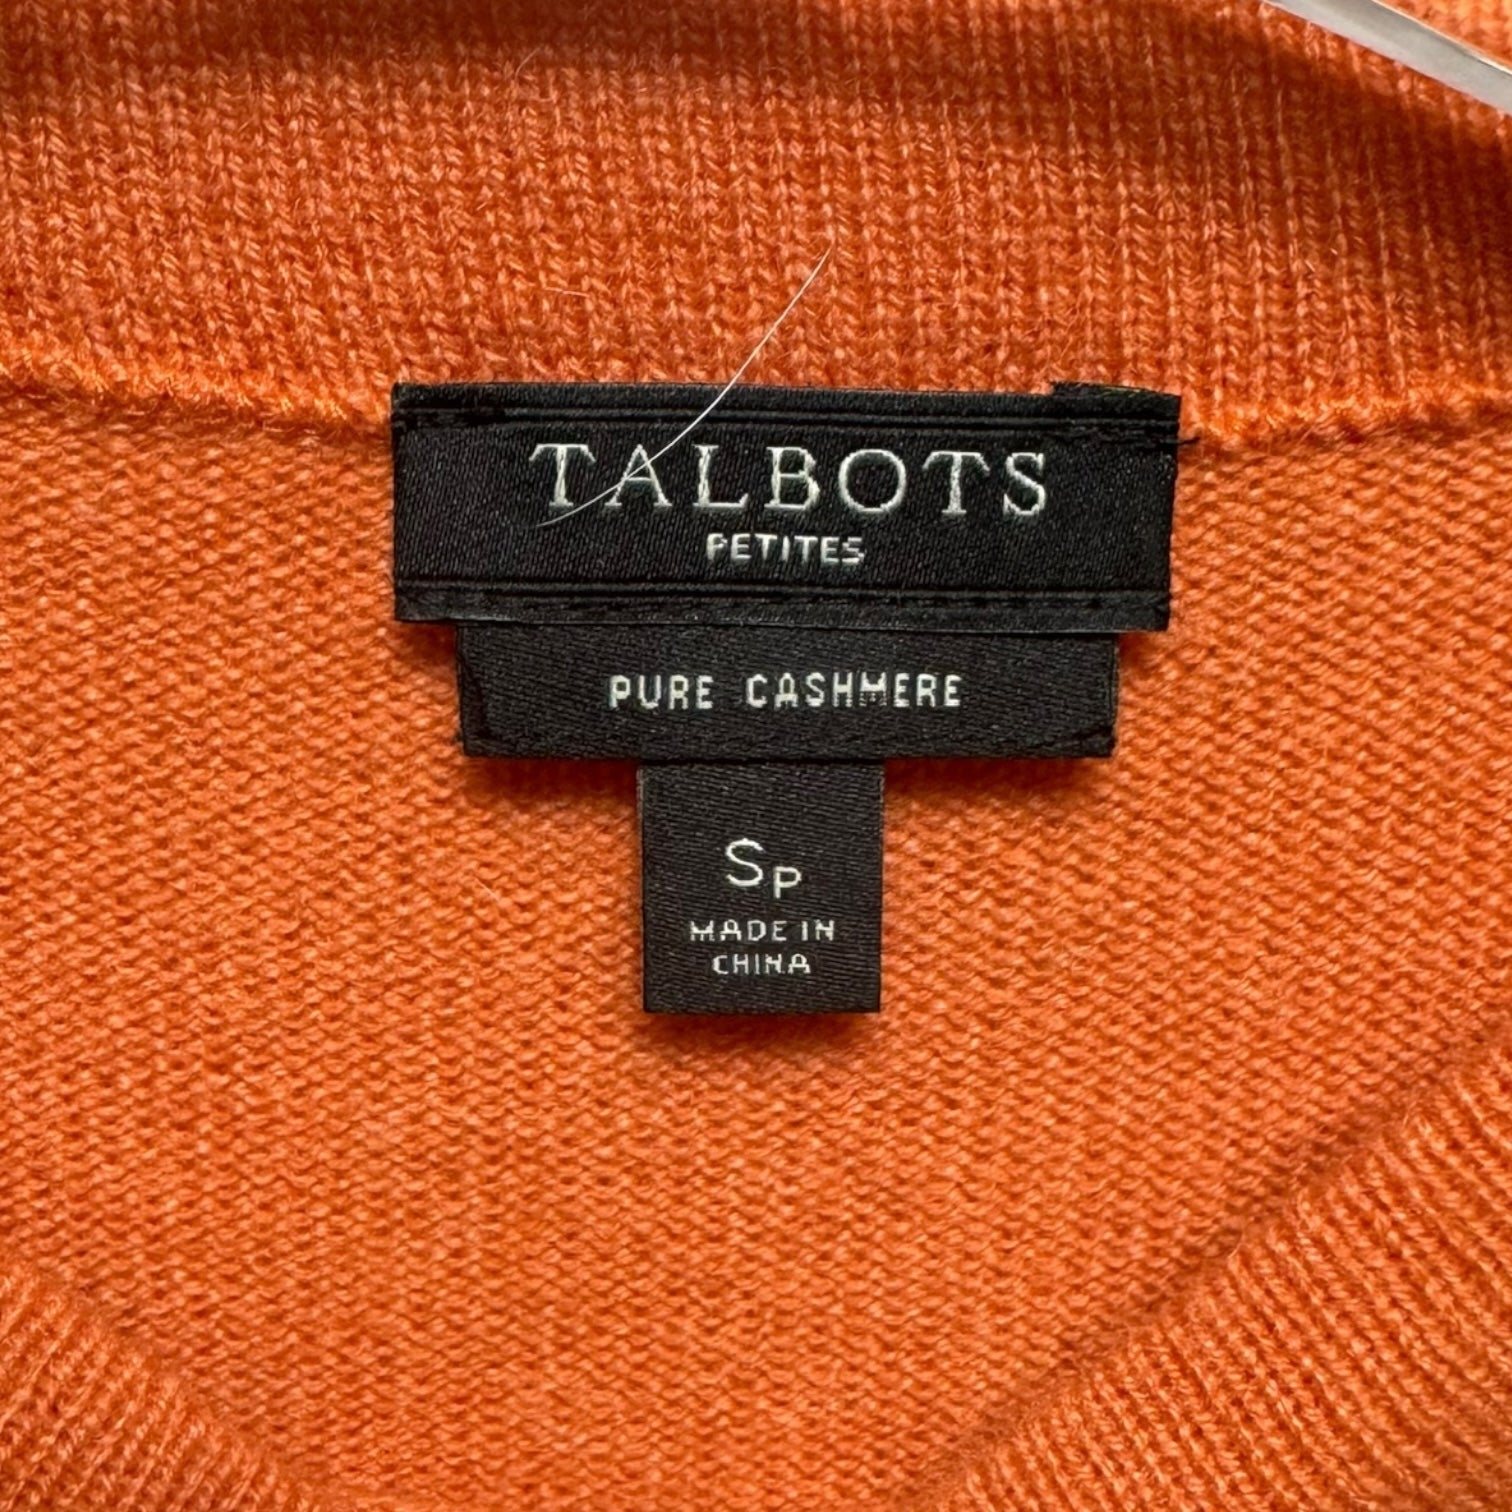 TALBOTS
PETITES
PURE CASHMERE
SP
MADE IN
CHINA